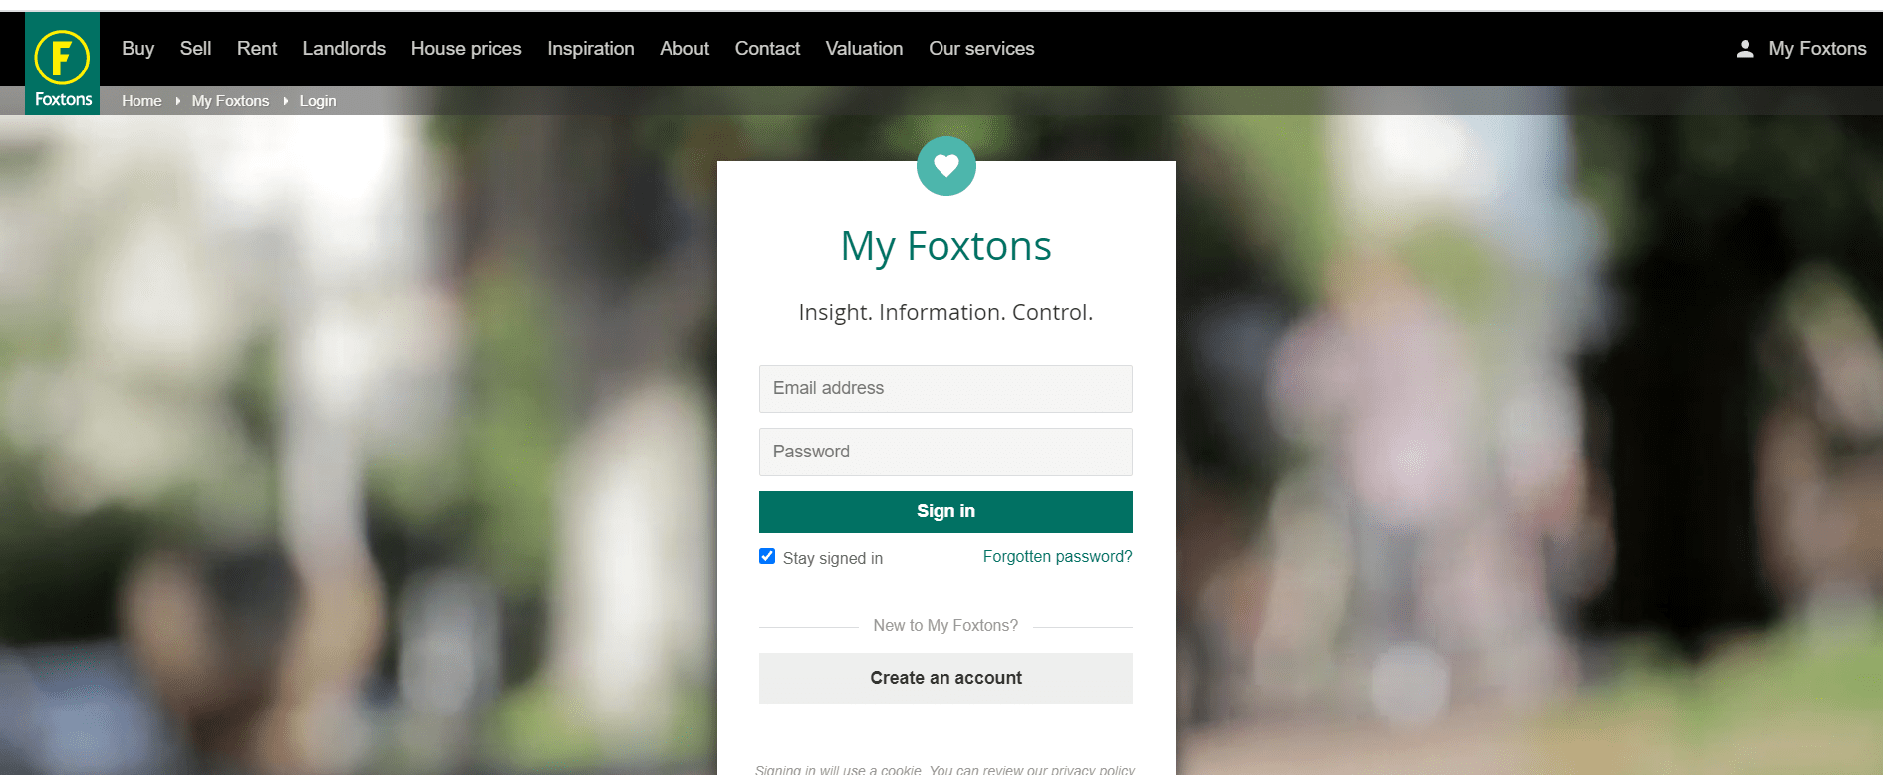 F
Foxtons
Buy Sell Rent Landlords House prices Inspiration About Contact Valuation Our services My Foxtons
Home My Foxtons Login
My Foxtons
Insight. Information. Control.
Email address
Password
Sign in
Stay signed in Forgotten password?
New to My Foxtons?
Create an account
Signing in will use a cookie. You can review our privacy policy